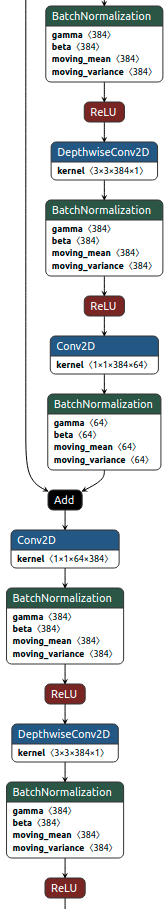 BatchNormalization
gamma ⟨384⟩
beta ⟨384⟩
moving_mean ⟨384⟩
moving_variance ⟨384⟩
ReLU
DepthwiseConv2D
kernel ⟨3×3×384×1⟩
BatchNormalization
gamma ⟨384⟩
beta ⟨384⟩
moving_mean ⟨384⟩
moving_variance ⟨384⟩
ReLU
Conv2D
kernel ⟨1×1×384×64⟩
BatchNormalization
gamma ⟨64⟩
beta ⟨64⟩
moving_mean ⟨64⟩
moving_variance ⟨64⟩
Add
Conv2D
kernel ⟨1×1×64×384⟩
BatchNormalization
gamma ⟨384⟩
beta ⟨384⟩
moving_mean ⟨384⟩
moving_variance ⟨384⟩
ReLU
DepthwiseConv2D
kernel ⟨3×3×384×1⟩
BatchNormalization
gamma ⟨384⟩
beta ⟨384⟩
moving_mean ⟨384⟩
moving_variance ⟨384⟩
ReLU